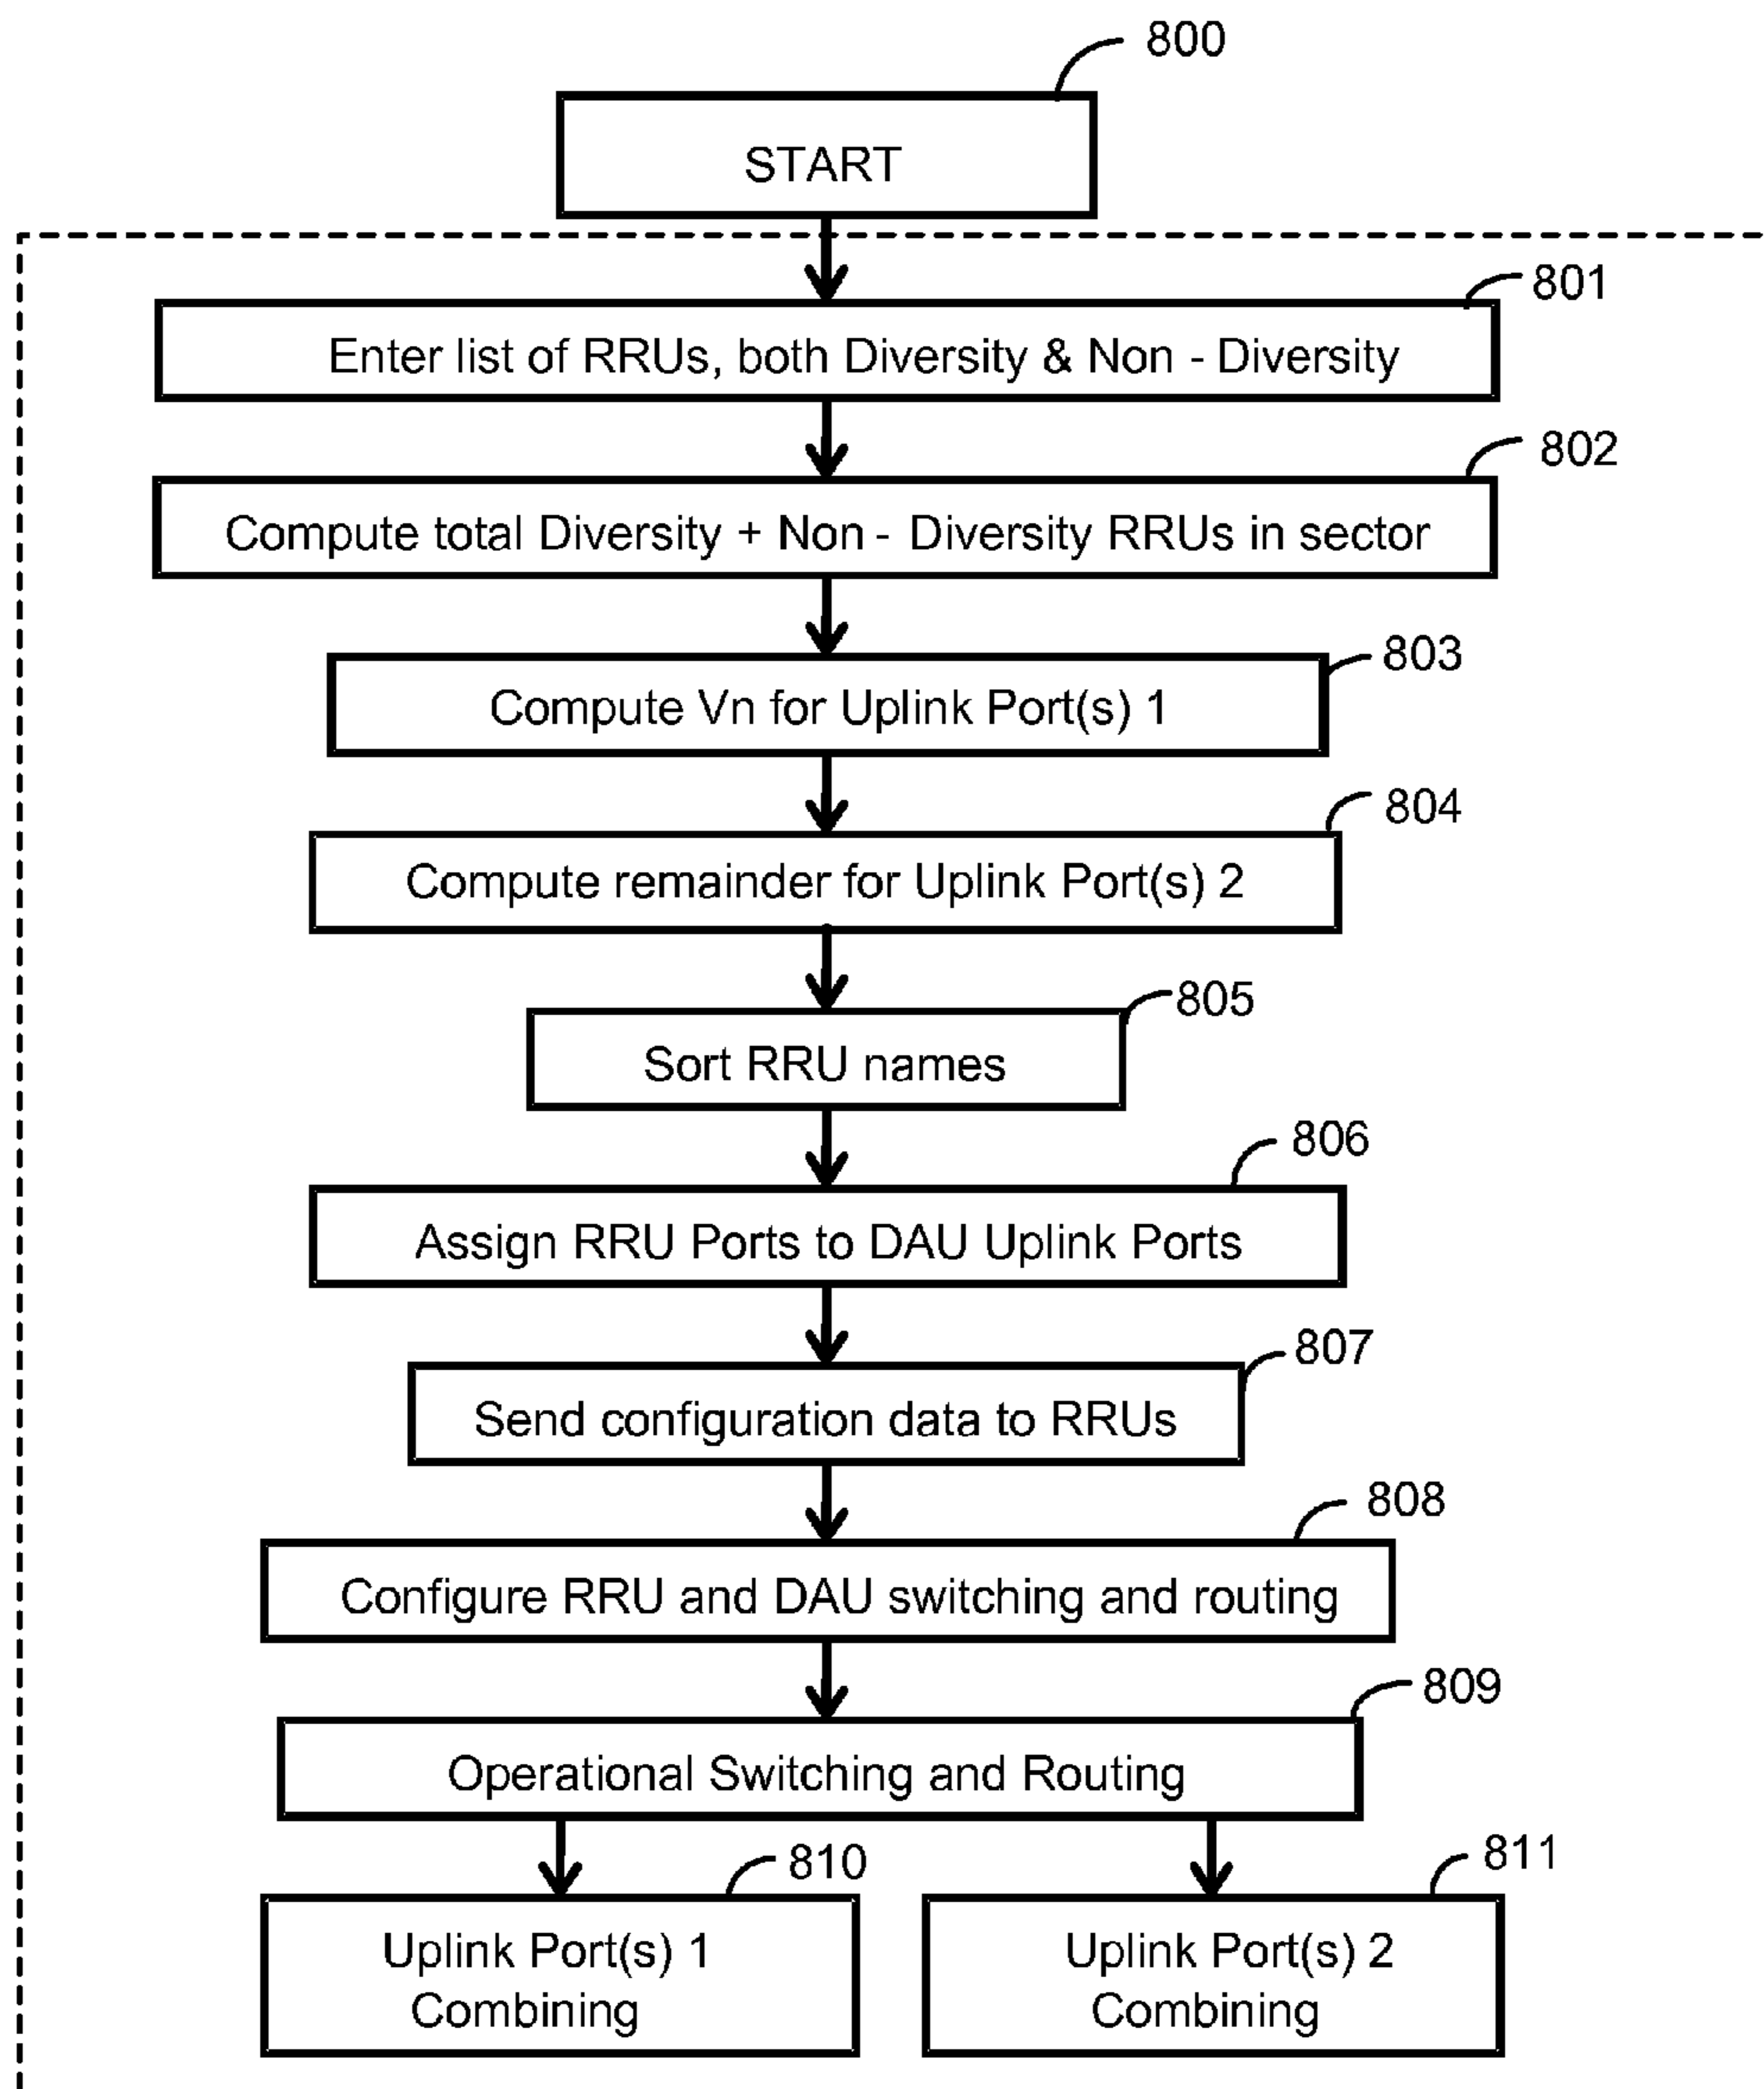 800
START
801
Enter list of RRUs, both Diversity & Non - Diversity
802
Compute total Diversity + Non - Diversity RRUs in sector
803
Compute Vn for Uplink Port(s) 1
804
Compute remainder for Uplink Port(s) 2
805
Sort RRU names
806
Assign RRU Ports to DAU Uplink Ports
807
Send configuration data to RRUs
808
Configure RRU and DAU switching and routing
809
Operational Switching and Routing
810
Uplink Port(s) 1
Combining
811
Uplink Port(s) 2
Combining